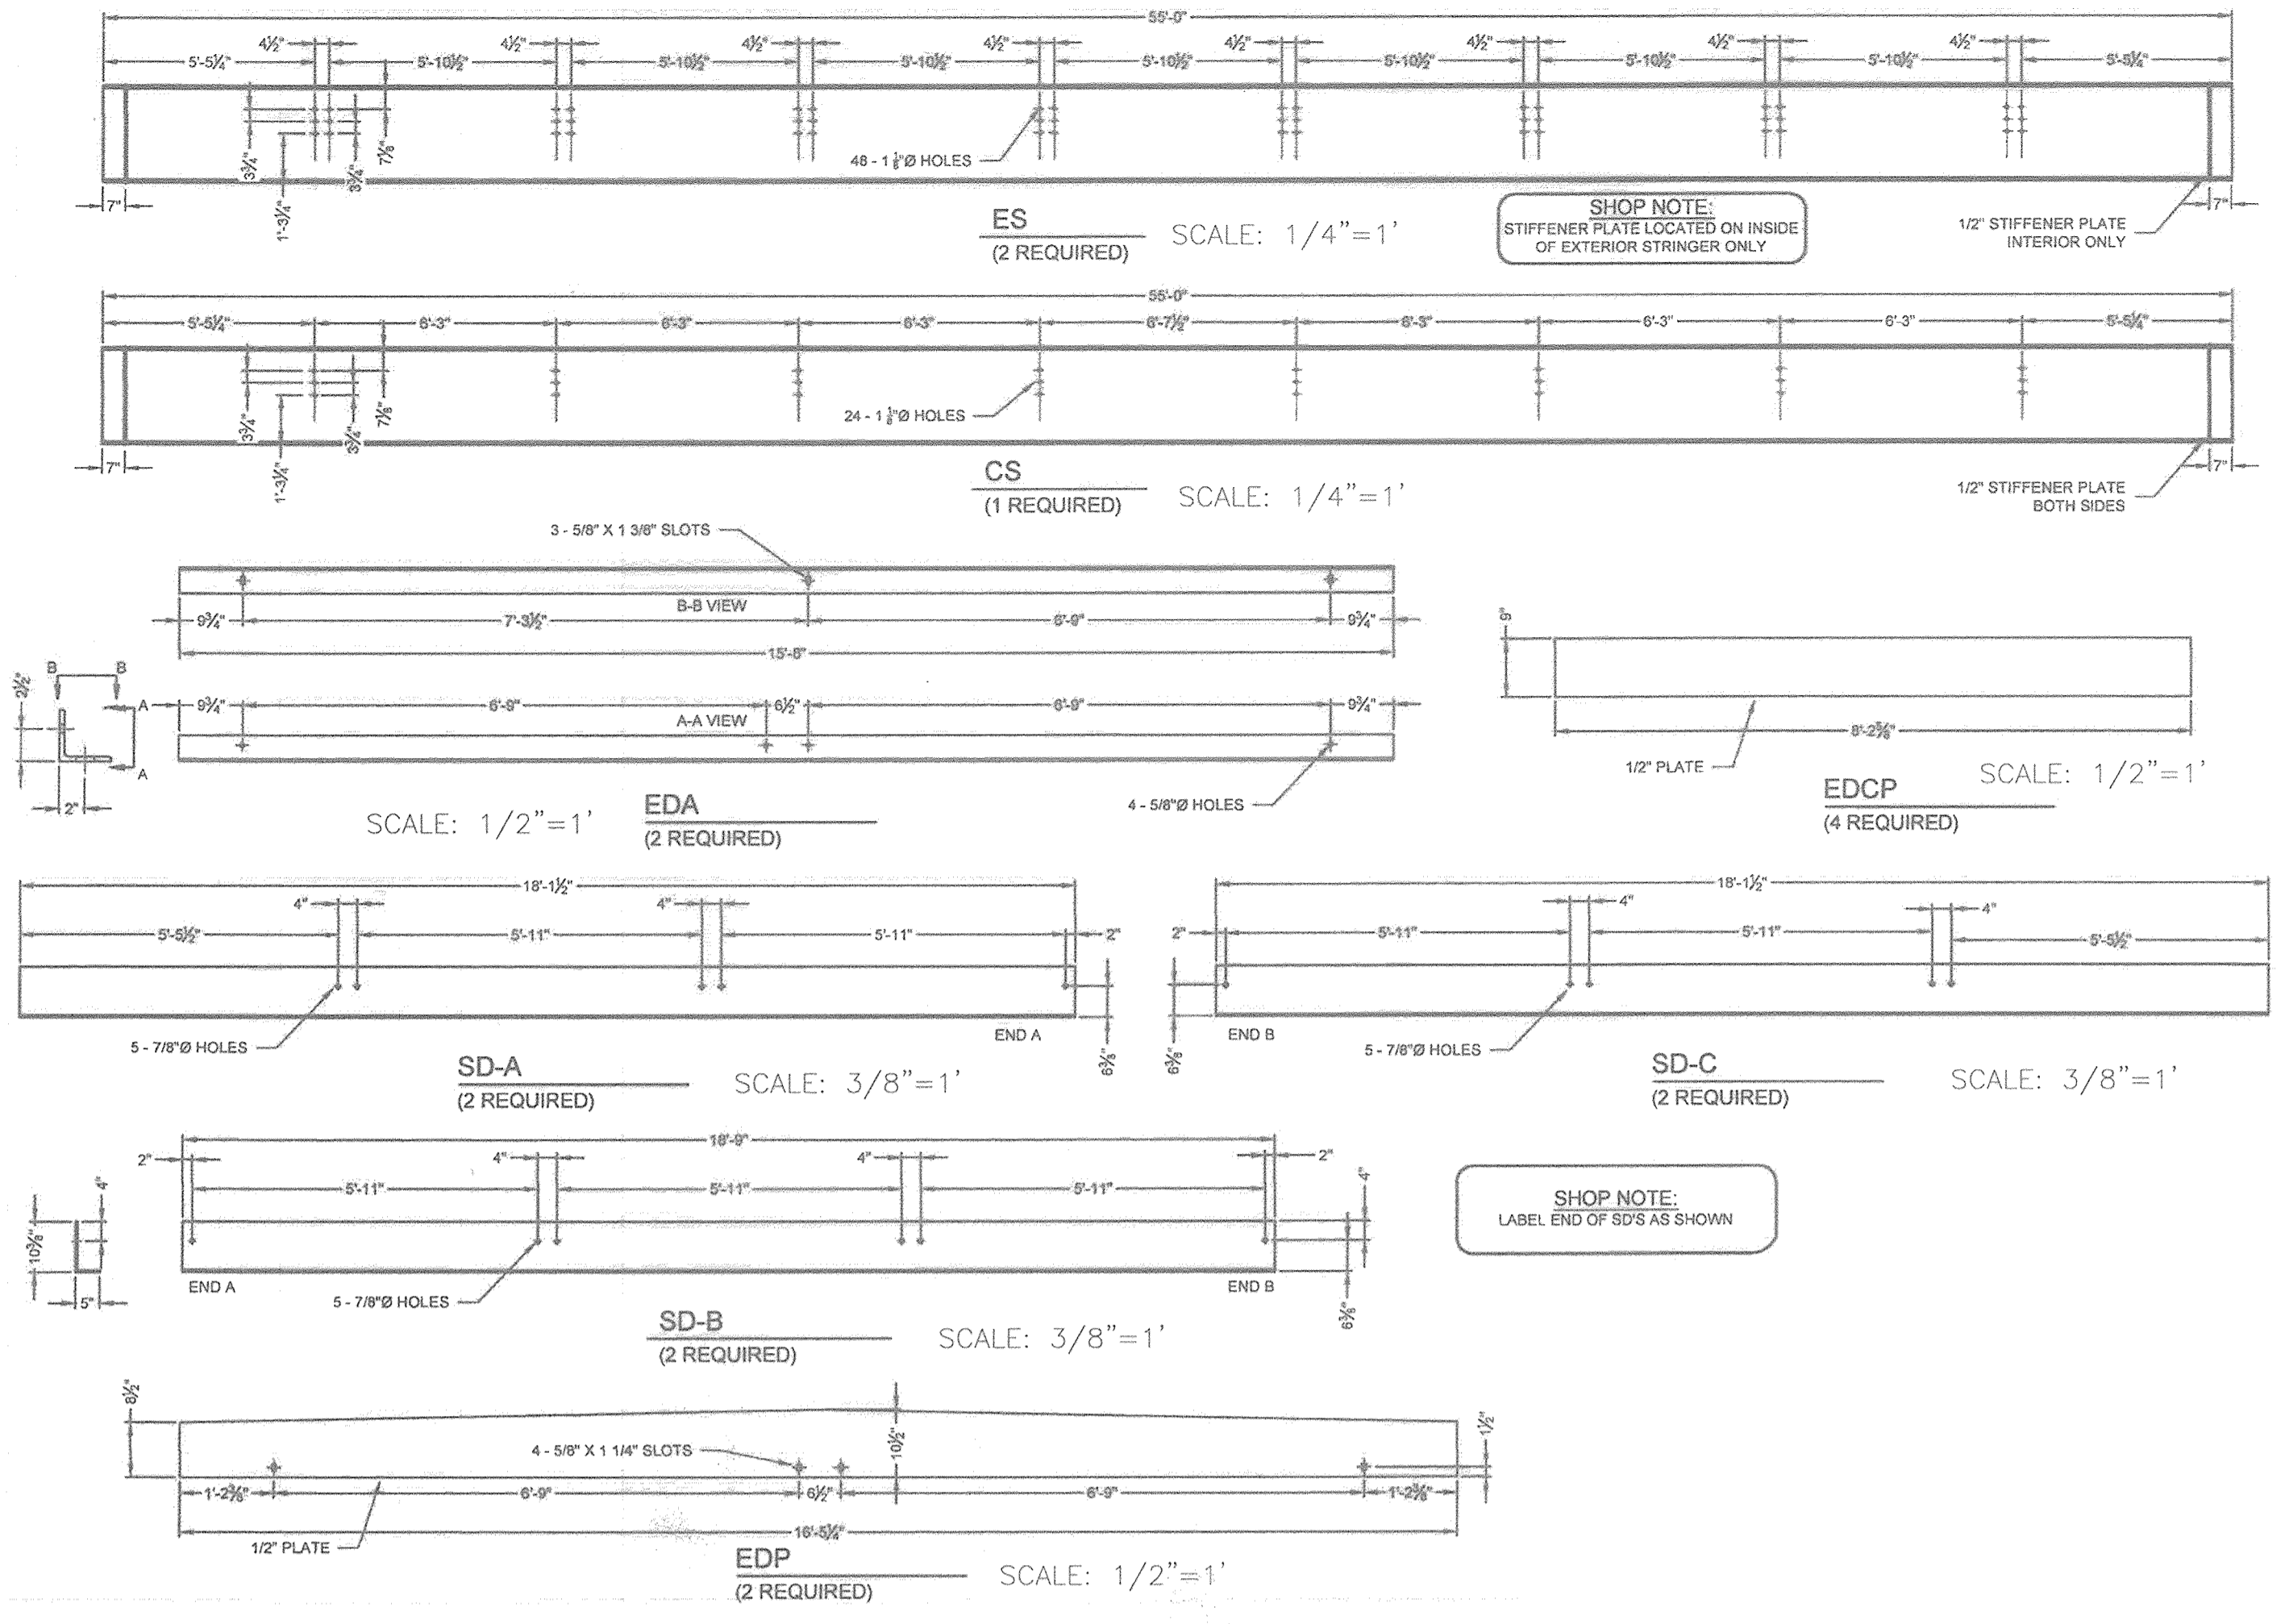 55'-0"
4½" 4½" 4½" 4½" 4½" 4½" 4½" 4½"
5'-5¼" 5'-10½" 5'-10½" 5'-10½" 5'-10½" 5'-10½" 5'-10½" 5'-10½" 5'-5¼"
3¾" 1'-3¼" 3¾" 7⅛"
48 - 1⅛"Ø HOLES
7" 7"
ES
(2 REQUIRED)
SCALE: 1/4"=1'
SHOP NOTE:
STIFFENER PLATE LOCATED ON INSIDE
OF EXTERIOR STRINGER ONLY
1/2" STIFFENER PLATE
INTERIOR ONLY
55'-0"
5'-5¼" 6'-3" 6'-3" 6'-3" 6'-7½" 6'-3" 6'-3" 6'-3" 5'-5¼"
3¾" 1'-3¼" 3¾" 7⅛"
24 - 1⅛"Ø HOLES
7" 7"
CS
(1 REQUIRED)
SCALE: 1/4"=1'
1/2" STIFFENER PLATE
BOTH SIDES
3 - 5/8" X 1 3/8" SLOTS
B-B VIEW
9¾" 7'-3½" 6'-9" 9¾"
15'-8"
B B
2½"
A
A
2"
9¾" 6'-9" 6½" 6'-9" 9¾"
A-A VIEW
4 - 5/8"Ø HOLES
SCALE: 1/2"=1'
EDA
(2 REQUIRED)
9"
8'-2⅝"
1/2" PLATE
SCALE: 1/2"=1'
EDCP
(4 REQUIRED)
18'-1½"
4" 4"
5'-5½" 5'-11" 5'-11" 2"
END A
6⅜"
5 - 7/8"Ø HOLES
SD-A
(2 REQUIRED)
SCALE: 3/8"=1'
18'-1½"
4" 4"
2" 5'-11" 5'-11" 5'-5½"
END B
6⅜"
5 - 7/8"Ø HOLES
SD-C
(2 REQUIRED)
SCALE: 3/8"=1'
18'-9"
2" 4" 4" 2"
5'-11" 5'-11" 5'-11"
4"
10⅜"
5"
4"
6⅜"
END A END B
5 - 7/8"Ø HOLES
SD-B
(2 REQUIRED)
SCALE: 3/8"=1'
SHOP NOTE:
LABEL END OF SD'S AS SHOWN
8½"
4 - 5/8" X 1 1/4" SLOTS
10½"
1½"
1'-2⅜" 6'-9" 6½" 6'-9" 1'-2⅜"
16'-5¼"
1/2" PLATE
EDP
(2 REQUIRED)
SCALE: 1/2"=1'